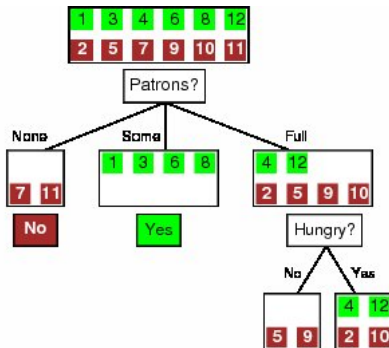 1 3 4 6 8 12
2 5 7 9 10 11
Patrons?
None Some Full
1 3 6 8 4 12
7 11 2 5 9 10
No Yes Hungry?
No Yes
4 12
5 9 2 10